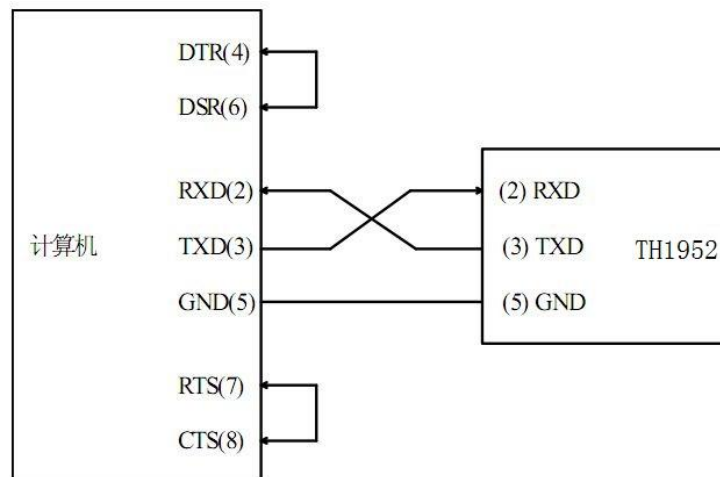 DTR(4)
DSR(6)
RXD(2)
(2) RXD
计算机
TXD(3)
(3) TXD
TH1952
GND(5)
(5) GND
RTS(7)
CTS(8)